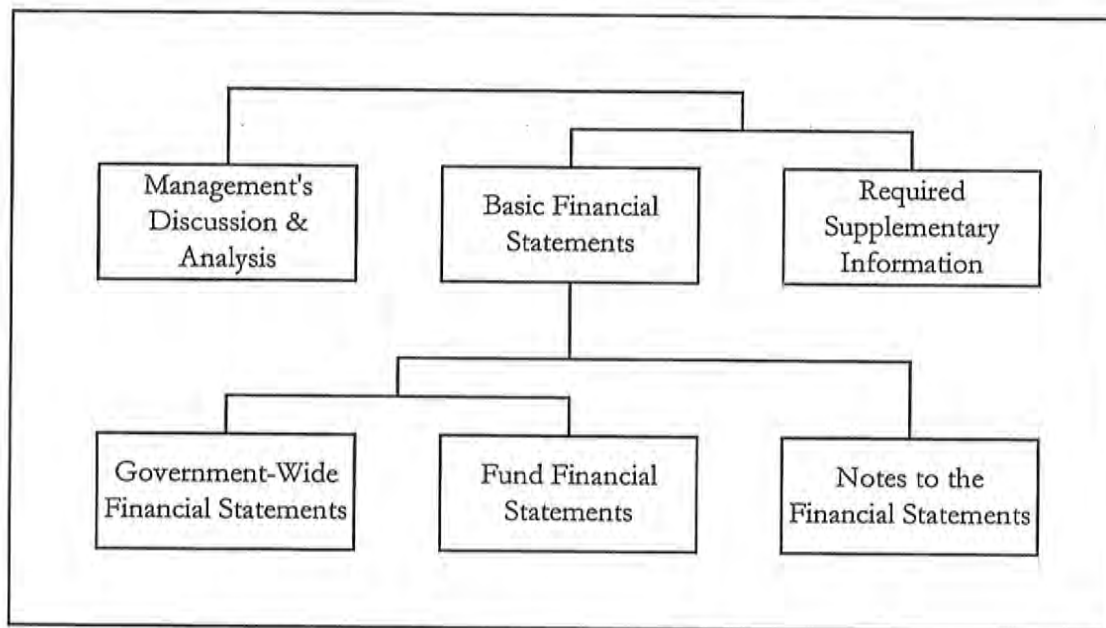 Management's
Discussion &
Analysis
Basic Financial
Statements
Required
Supplementary
Information
Government-Wide
Financial Statements
Fund Financial
Statements
Notes to the
Financial Statements